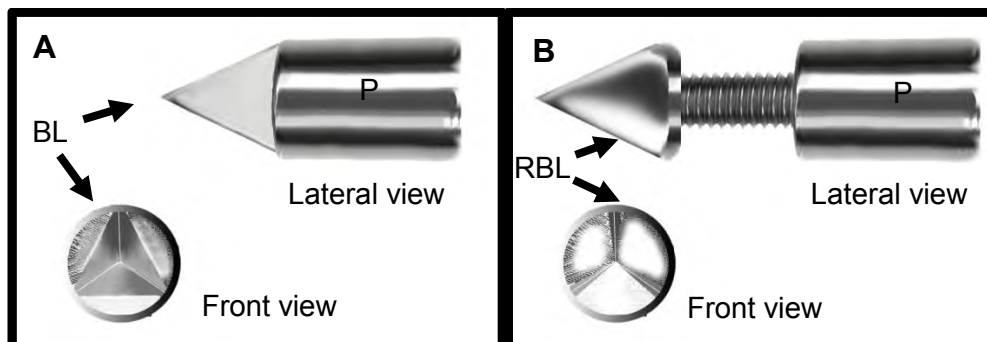 A
P
BL
Lateral view
Front view
B
P
RBL
Lateral view
Front view